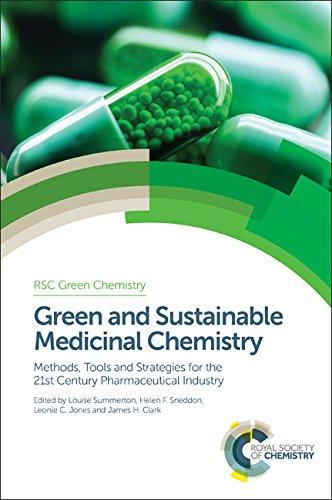 RSC Green Chemistry
Green and Sustainable
Medicinal Chemistry
Methods, Tools and Strategies for the
21st Century Pharmaceutical Industry
Edited by Louise Summerton, Helen F. Sneddon,
Leonie C. Jones and James H. Clark
ROYAL SOCIETY
OF CHEMISTRY